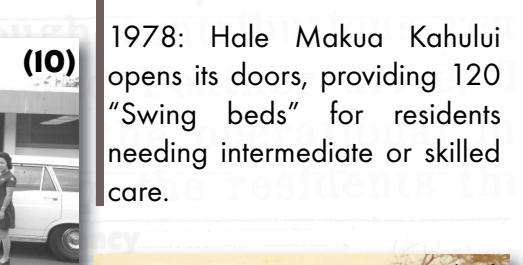 (10)
1978: Hale Makua Kahului
opens its doors, providing 120
“Swing beds” for residents
needing intermediate or skilled
care.